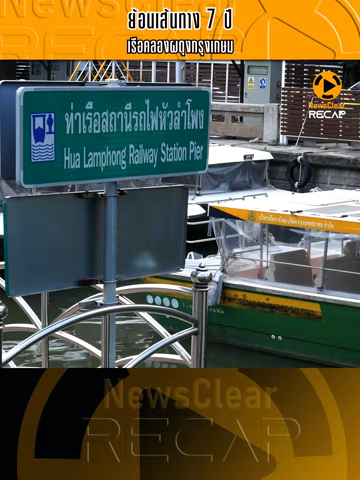 ย้อนเส้นทาง 7 ปี
เรือคลองผดุงกรุงเกษม
NewsClear
RECAP
ท่าเรือสถานีรถไฟหัวลำโพง
Hua Lamphong Railway Station Pier
NewsClear
RECAP